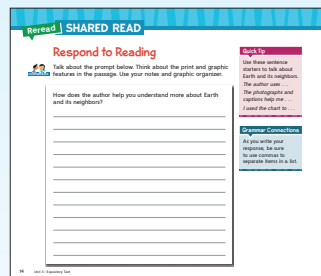 Reread SHARED READ
Respond to Reading
Talk about the prompt below. Think about the print and graphic
features in the passage. Use your notes and graphic organizer.
How does the author help you understand more about Earth
and its neighbors?
Quick Tip
Use these sentence
starters to talk about
Earth and its neighbors.
The author uses . . .
The photographs and
captions help me . . .
I used the chart to . . .
Grammar Connections
As you write your
response, be sure
to use commas to
separate items in a list.
14 Unit 3 • Expository Text